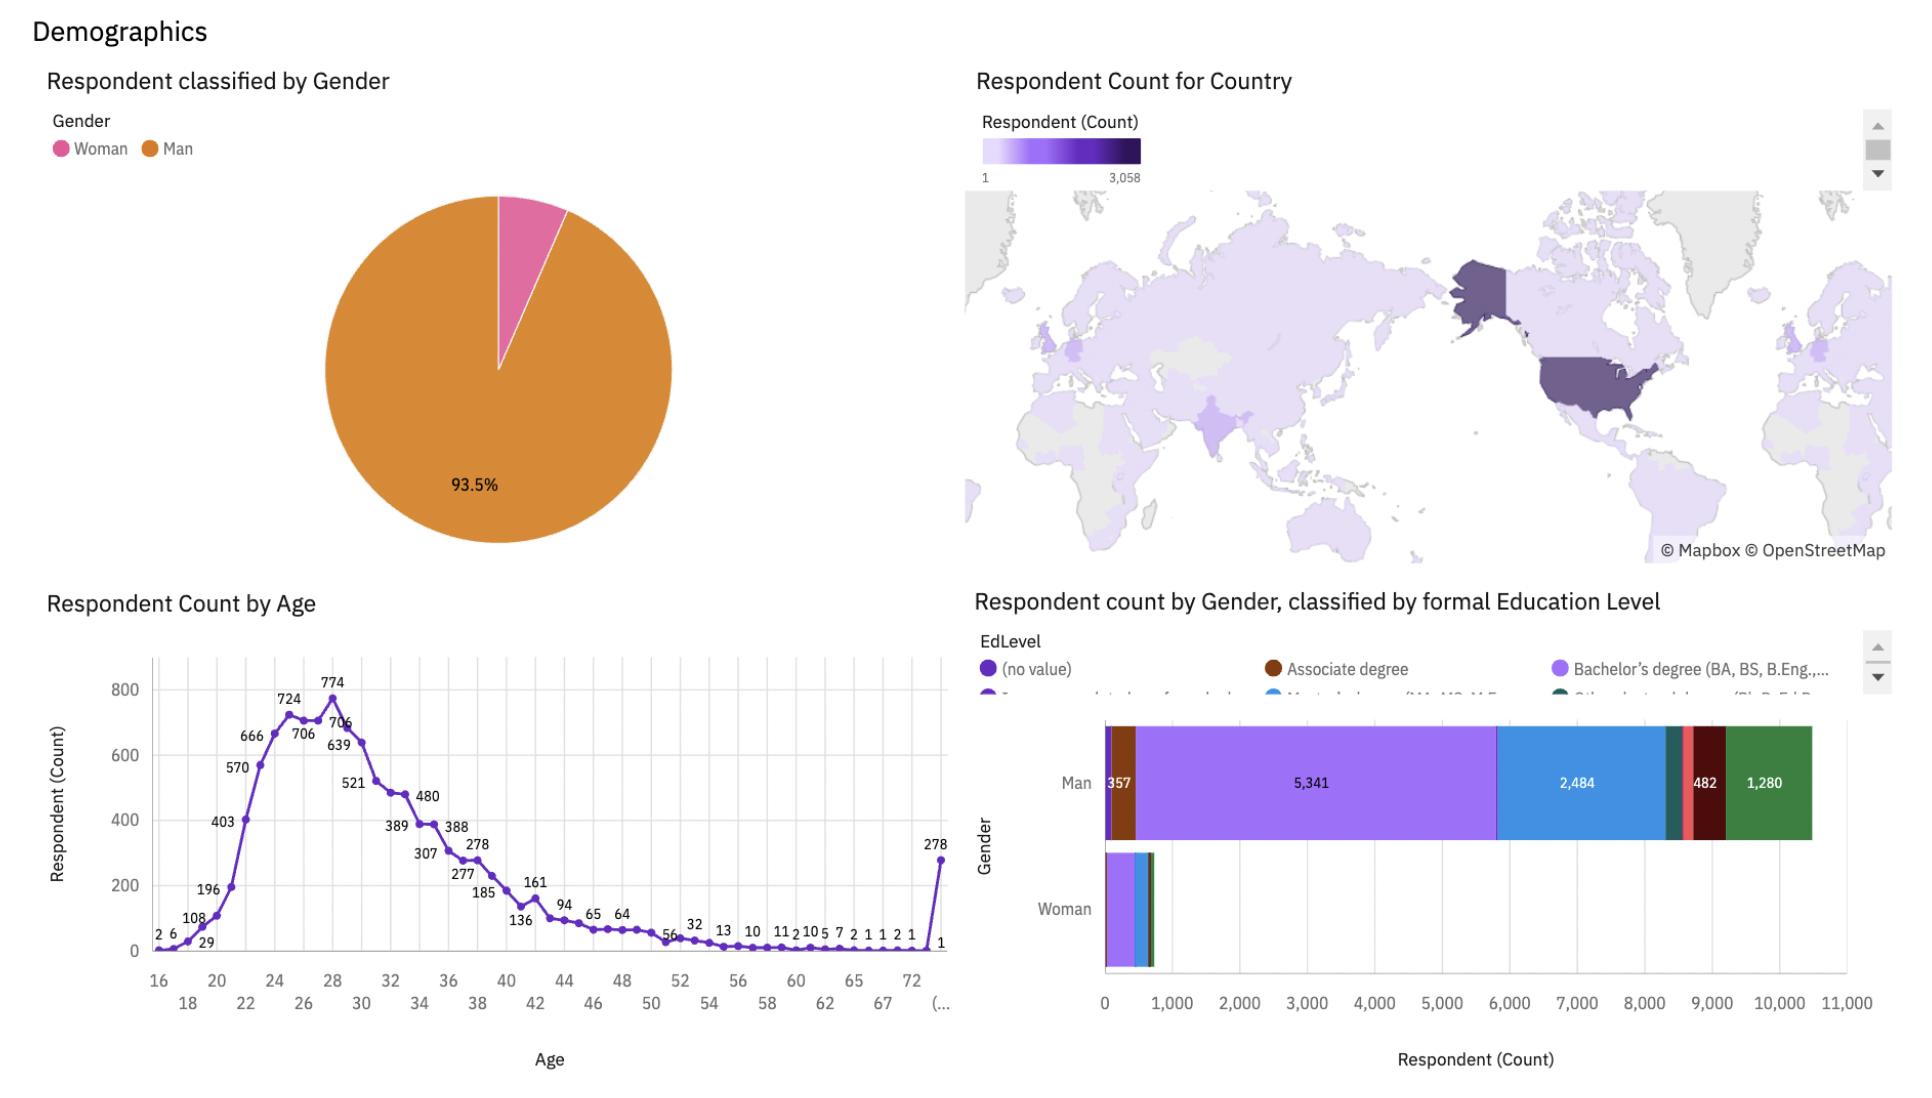 Demographics
Respondent classified by Gender
Gender
Woman Man
93.5%
Respondent Count for Country
Respondent (Count)
1 3,058
© Mapbox © OpenStreetMap
Respondent Count by Age
Respondent (Count)
800
600
400
200
0
2 6 29 108 196 403 570 666 724 706 774 706 639 521 389 480 307 388 277 278 185 136 161 94 65 64 56 32 13 10 11 2 10 5 7 2 1 1 2 1 1 278
16 20 24 28 32 36 40 44 48 52 56 60 65 72
18 22 26 30 34 38 42 46 50 54 58 62 67 (...
Age
Respondent count by Gender, classified by formal Education Level
EdLevel
(no value) Associate degree Bachelor’s degree (BA, BS, B.Eng.,...
Gender
Man 357 5,341 2,484 482 1,280
Woman
0 1,000 2,000 3,000 4,000 5,000 6,000 7,000 8,000 9,000 10,000 11,000
Respondent (Count)